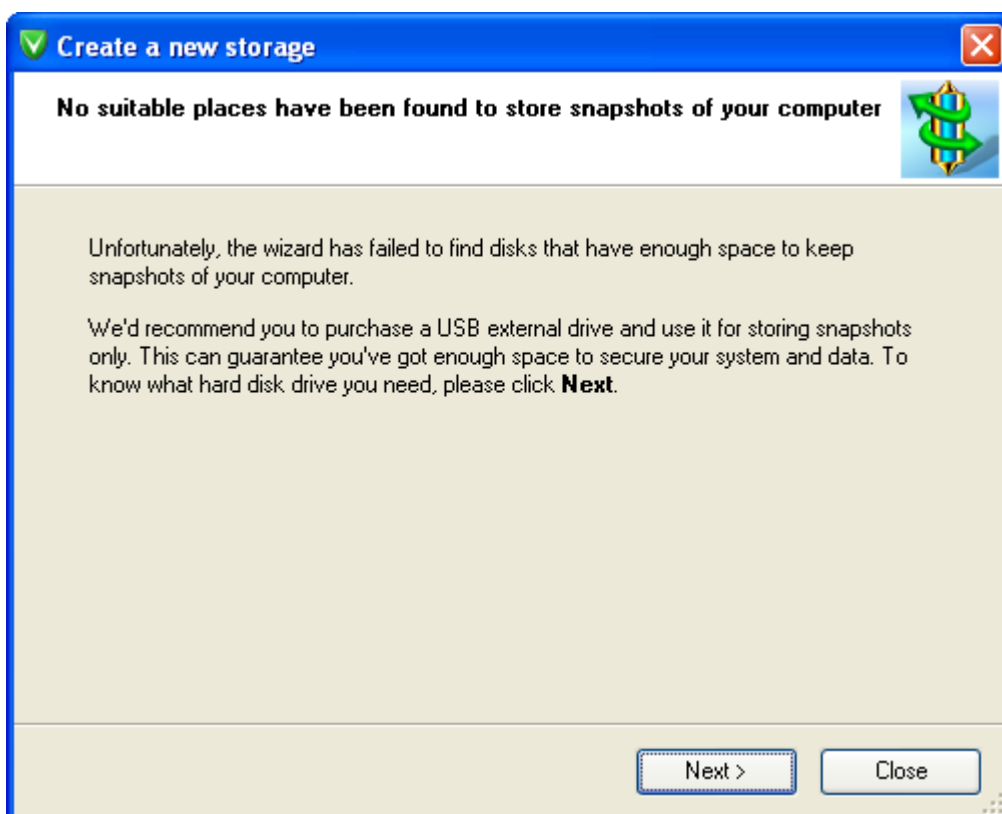 Create a new storage
No suitable places have been found to store snapshots of your computer
Unfortunately, the wizard has failed to find disks that have enough space to keep
snapshots of your computer.
We'd recommend you to purchase a USB external drive and use it for storing snapshots
only. This can guarantee you've got enough space to secure your system and data. To
know what hard disk drive you need, please click Next.
Next >
Close